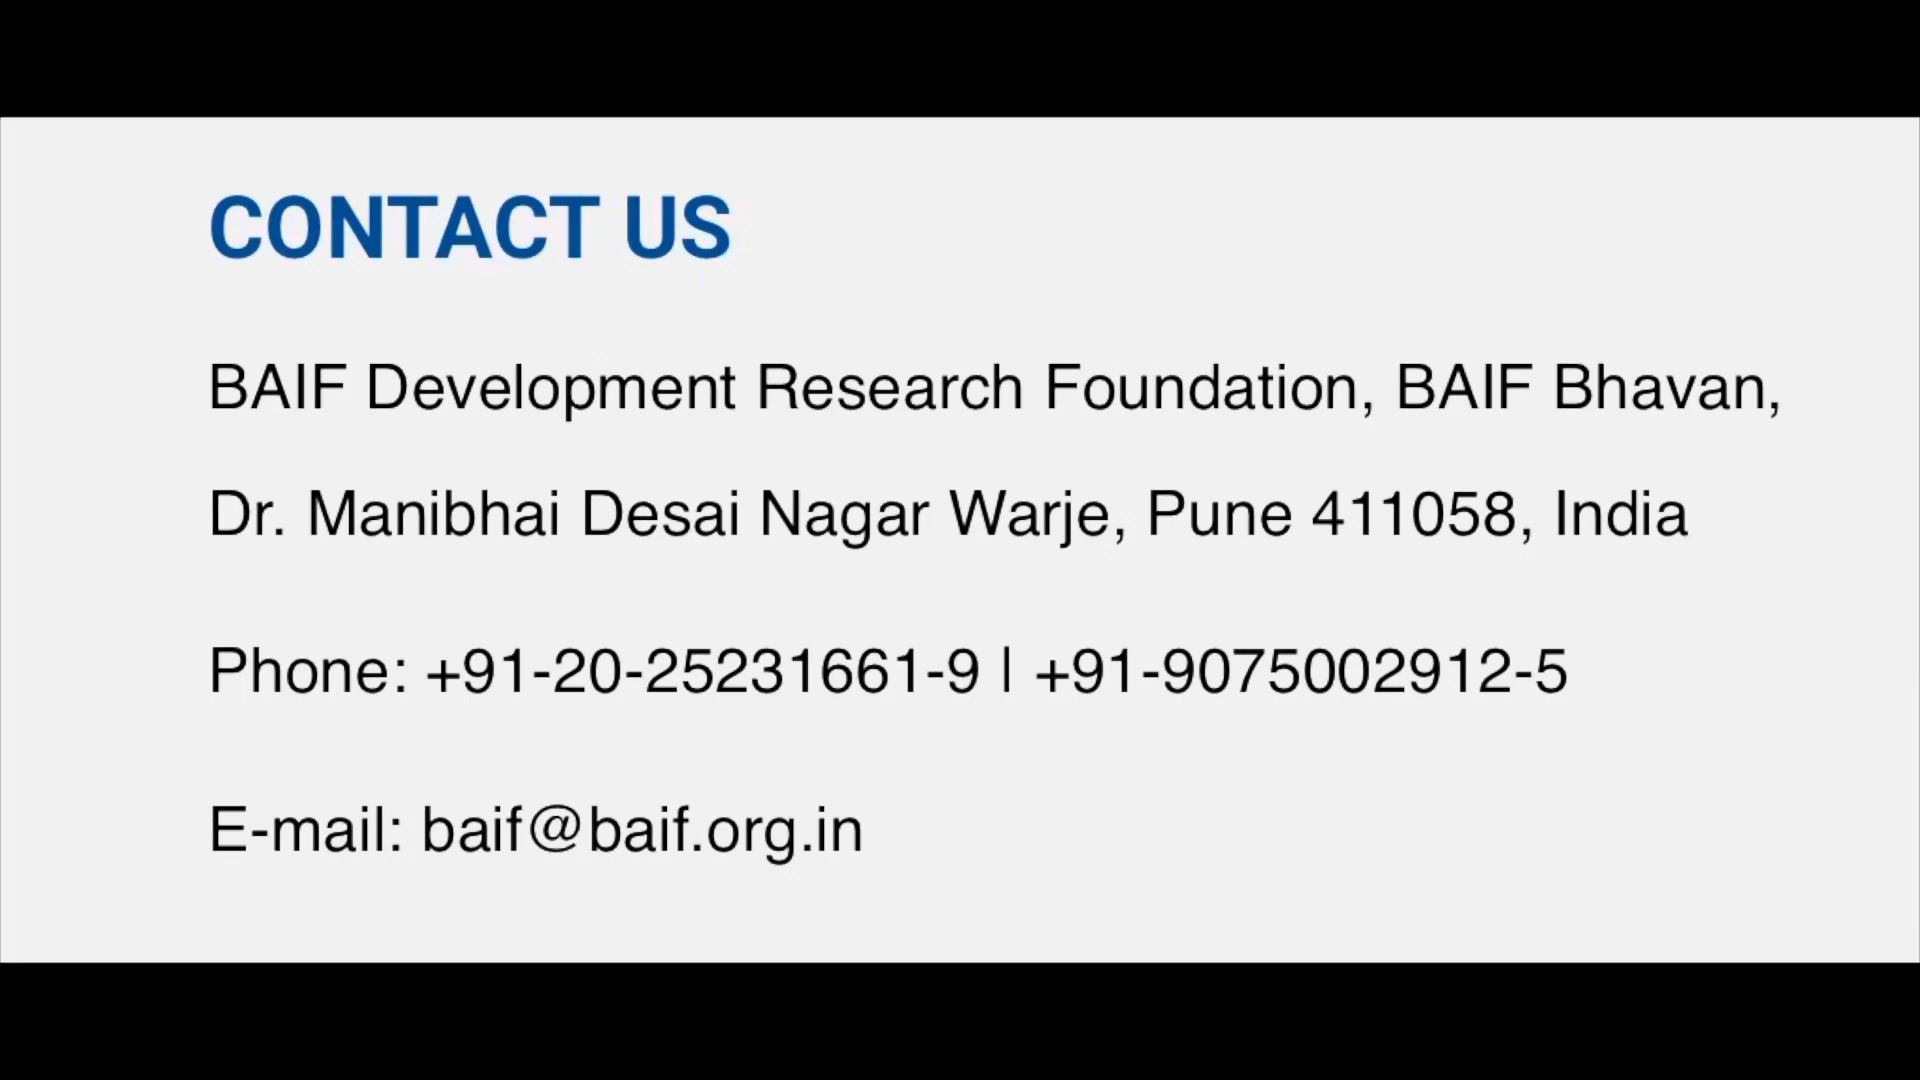 CONTACT US
BAIF Development Research Foundation, BAIF Bhavan,
Dr. Manibhai Desai Nagar Warje, Pune 411058, India
Phone: +91-20-25231661-9 | +91-9075002912-5
E-mail: baif@baif.org.in